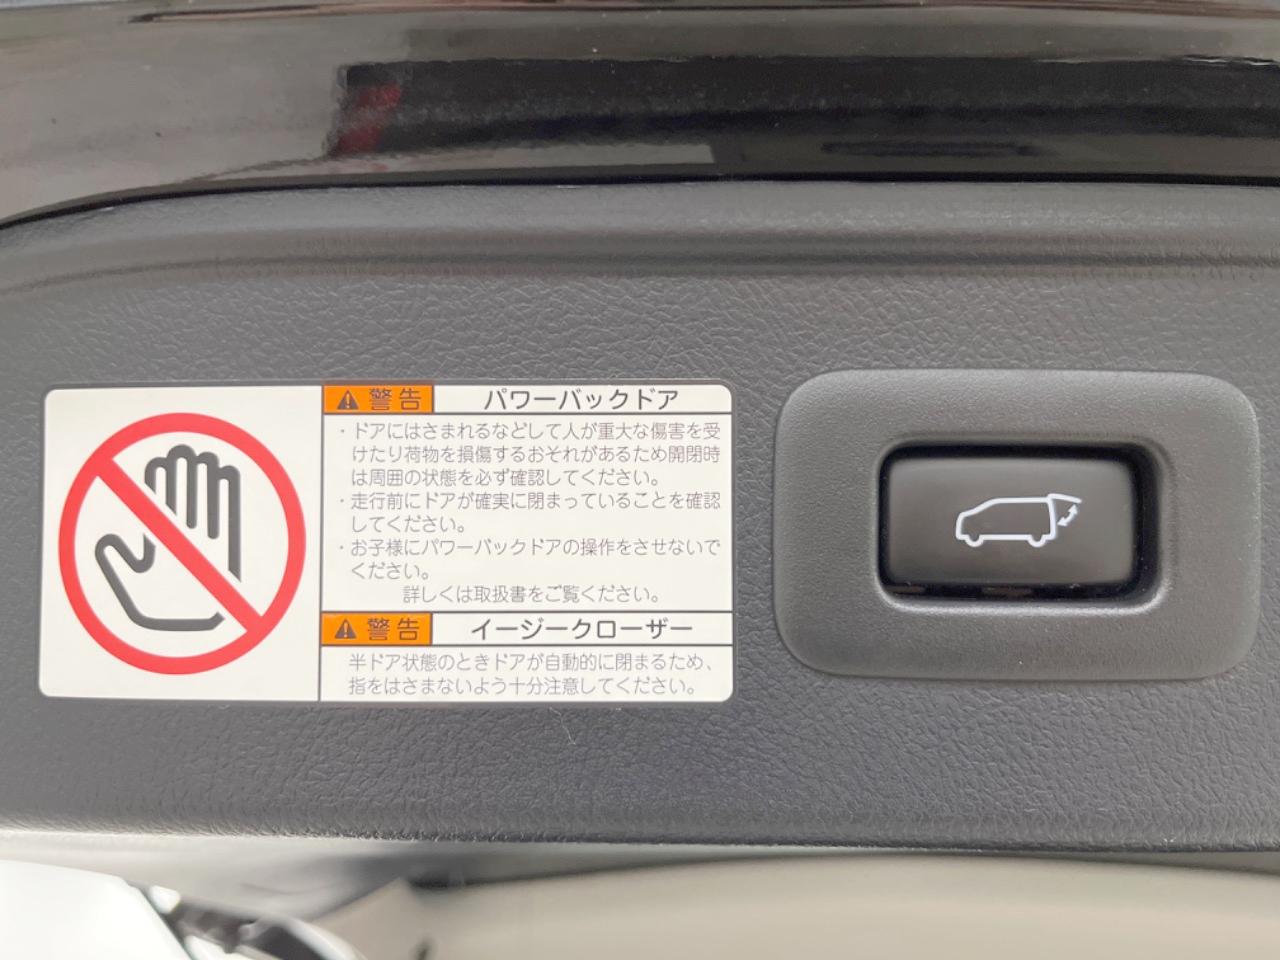 警告 パワーバックドア
・ドアにはさまれるなどして人が重大な傷害を受
けたり荷物を損傷するおそれがあるため開閉時
は周囲の状態を必ず確認してください。
・走行前にドアが確実に閉まっていることを確認
してください。
・お子様にパワーバックドアの操作をさせないで
ください。
詳しくは取扱書をご覧ください。
警告 イージークローザー
半ドア状態のときドアが自動的に閉まるため、
指をはさまないよう十分注意してください。